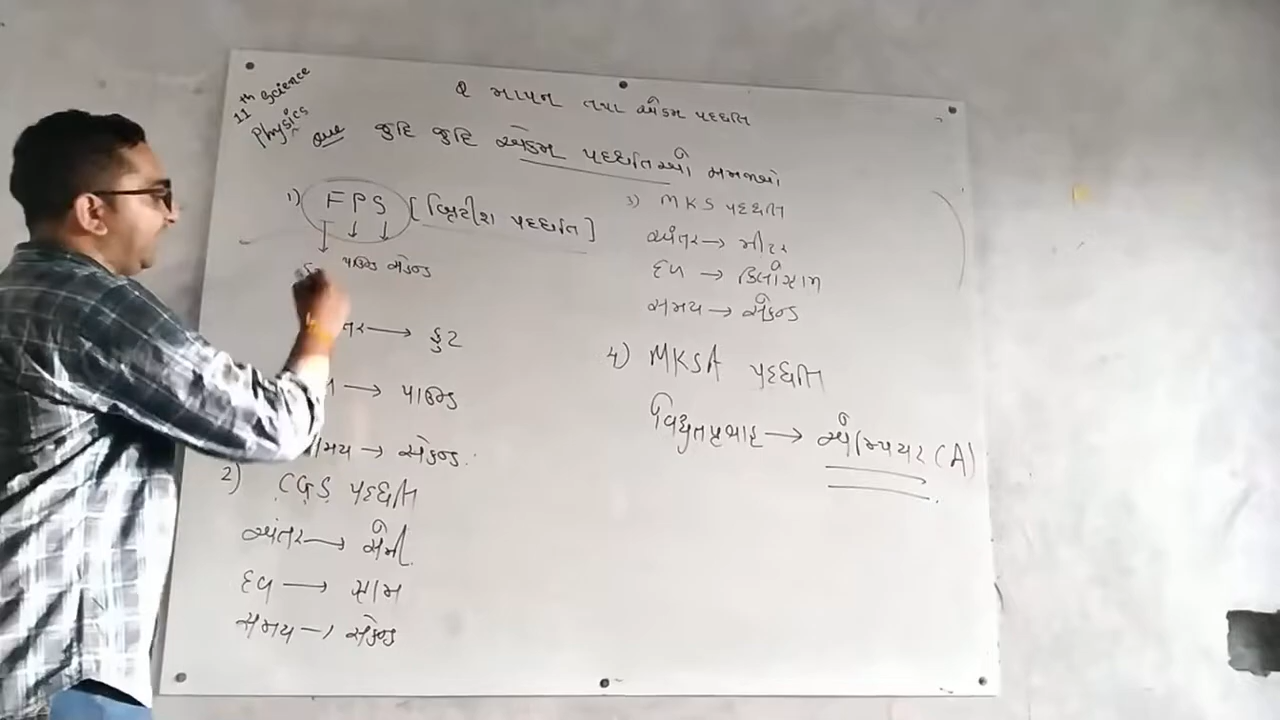 11th Science
Physics
૨ માપન તથા એકમ પદ્ધતિ
Que જુદિ જુદિ એકમ પદ્ધતિઓ સમજાવો
1) FPS [બ્રિટીશ પદ્ધતિ]
પાઉન્ડ સેકન્ડ
→ ફુટ
→ પાઉન્ડ
સમય → સેકન્ડ.
2) CGS પદ્ધતિ
અંતર → સેમી.
દળ → ગ્રામ
સમય → સેકન્ડ
3) MKS પદ્ધતિ
અંતર → મીટર
દળ → કિલોગ્રામ
સમય → સેકન્ડ
4) MKSA પદ્ધતિ
વિદ્યુતપ્રવાહ → એમ્પિયર (A)